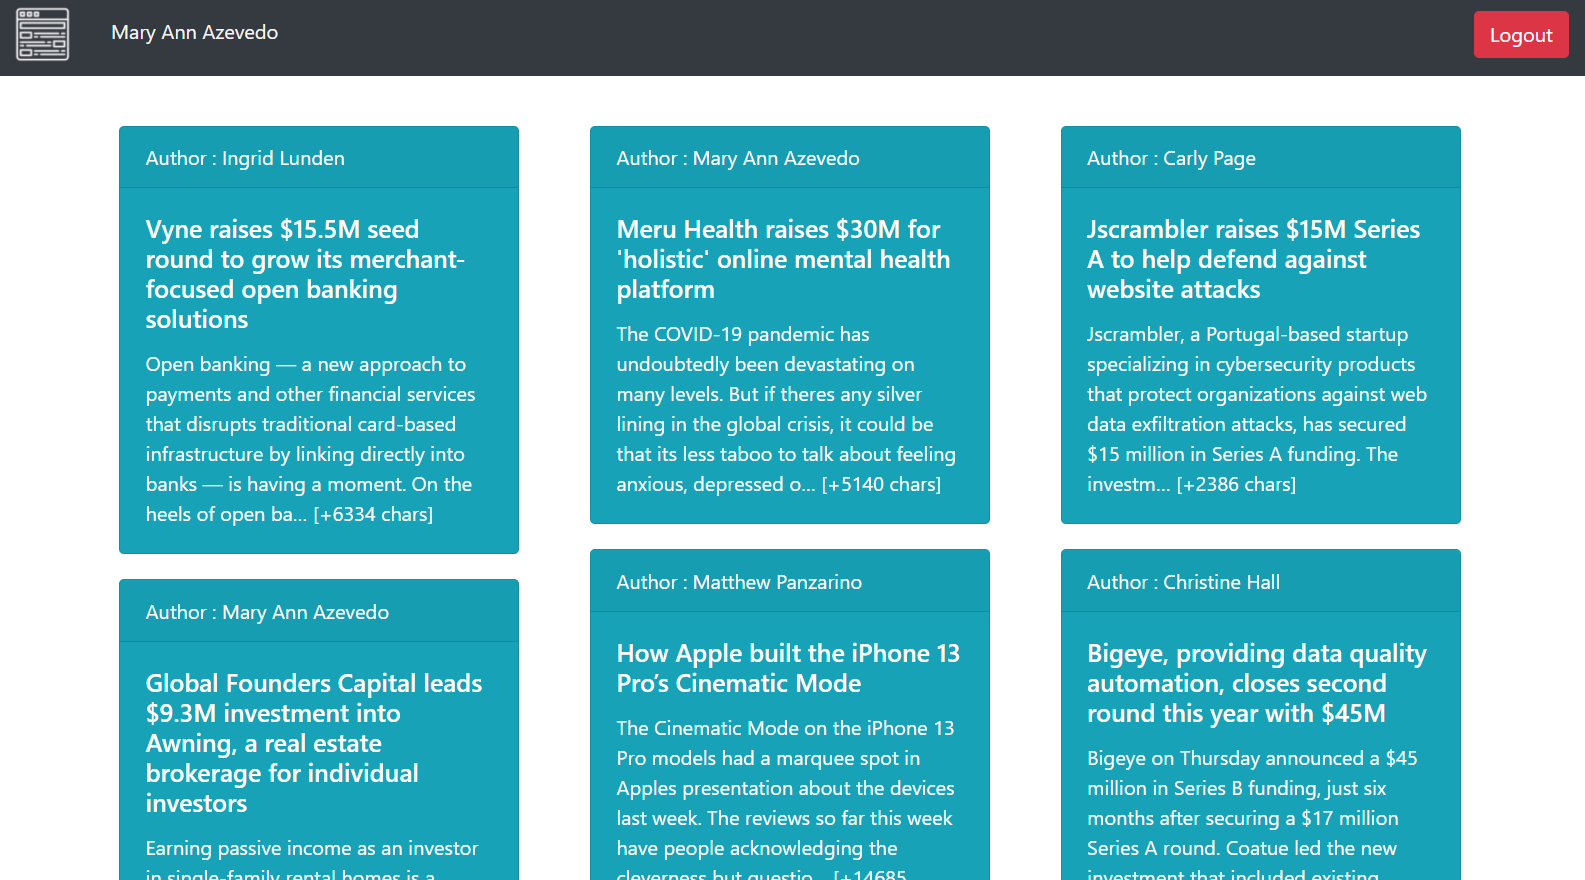 Mary Ann Azevedo
Logout
Author : Ingrid Lunden
Vyne raises $15.5M seed
round to grow its merchant-
focused open banking
solutions
Open banking — a new approach to
payments and other financial services
that disrupts traditional card-based
infrastructure by linking directly into
banks — is having a moment. On the
heels of open ba... [+6334 chars]
Author : Mary Ann Azevedo
Global Founders Capital leads
$9.3M investment into
Awning, a real estate
brokerage for individual
investors
Earning passive income as an investor
in single-family rental homes is a
Author : Mary Ann Azevedo
Meru Health raises $30M for
'holistic' online mental health
platform
The COVID-19 pandemic has
undoubtedly been devastating on
many levels. But if theres any silver
lining in the global crisis, it could be
that its less taboo to talk about feeling
anxious, depressed o... [+5140 chars]
Author : Matthew Panzarino
How Apple built the iPhone 13
Pro’s Cinematic Mode
The Cinematic Mode on the iPhone 13
Pro models had a marquee spot in
Apples presentation about the devices
last week. The reviews so far this week
have people acknowledging the
cleverness but questio... [+14685
Author : Carly Page
Jscrambler raises $15M Series
A to help defend against
website attacks
Jscrambler, a Portugal-based startup
specializing in cybersecurity products
that protect organizations against web
data exfiltration attacks, has secured
$15 million in Series A funding. The
investm... [+2386 chars]
Author : Christine Hall
Bigeye, providing data quality
automation, closes second
round this year with $45M
Bigeye on Thursday announced a $45
million in Series B funding, just six
months after securing a $17 million
Series A round. Coatue led the new
investment that included existing